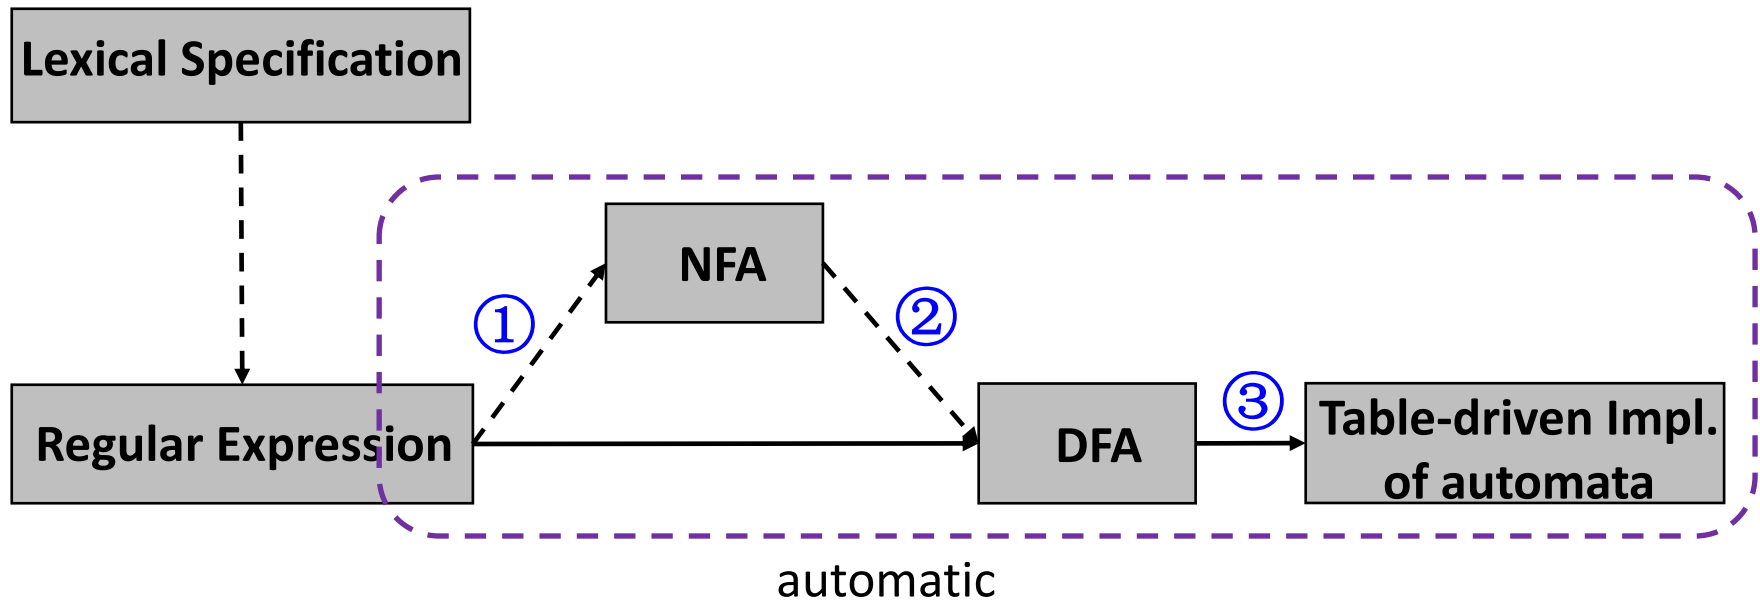 Lexical Specification
NFA
①
②
③
Regular Expression
DFA
Table-driven Impl.
of automata
automatic